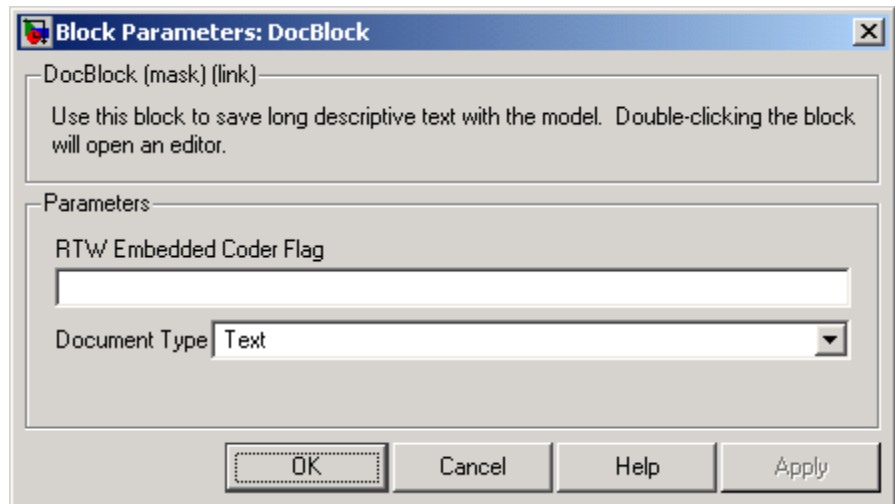 Block Parameters: DocBlock
DocBlock (mask) (link)
Use this block to save long descriptive text with the model.  Double-clicking the block
will open an editor.
Parameters
RTW Embedded Coder Flag
Document Type Text
OK Cancel Help Apply